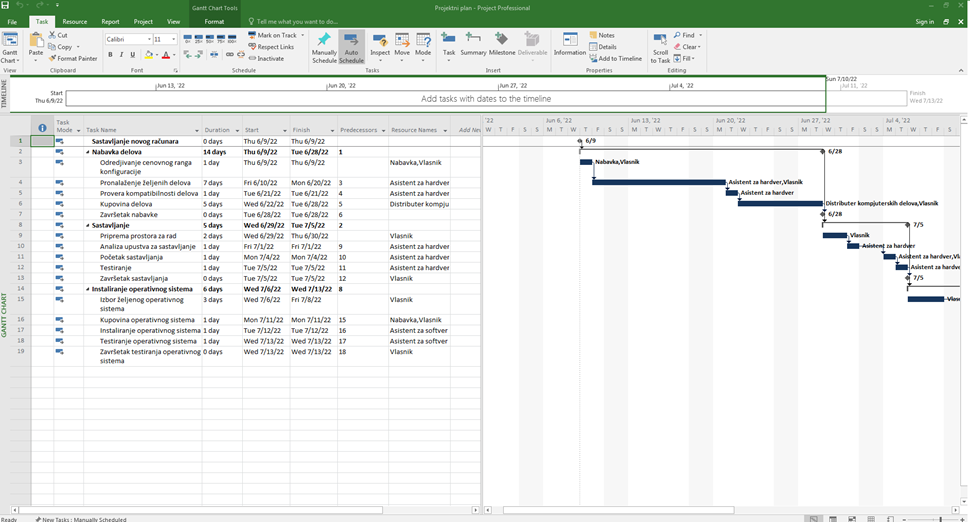 Gantt Chart Tools
Projektni plan - Project Professional
File Task Resource Report Project View Format Tell me what you want to do... Sign in
Gantt Chart
Paste
Cut
Copy
Format Painter
Calibri 11
B I U
Manually Schedule
Auto Schedule
Mark on Track
Respect Links
Inactivate
Inspect Move Mode
Task Summary Milestone Deliverable
Information
Notes
Details
Add to Timeline
Scroll to Task
Find
Clear
Fill
View Clipboard Font Schedule Tasks Insert Properties Editing
TIMELINE
Sun 7/10/22
Jun 13, '22 Jun 20, '22 Jun 27, '22 Jul 4, '22 Jul 11, '22
Start
Thu 6/9/22
Add tasks with dates to the timeline
Finish
Wed 7/13/22
Task Mode Task Name Duration Start Finish Predecessors Resource Names Add New
'22 Jun 6, '22 Jun 13, '22 Jun 20, '22 Jun 27, '22 Jul 4, '22
W T F S S M T W T F S S M T W T F S S M T W T F S S M T W T F S S M T W T F S
1 Sastavljanje novog računara 0 days Thu 6/9/22 Thu 6/9/22
2 Nabavka delova 14 days Thu 6/9/22 Tue 6/28/22 1
3 Odredjivanje cenovnog ranga konfiguracije 1 day Thu 6/9/22 Thu 6/9/22 Nabavka,Vlasnik
4 Pronalaženje željenih delova 7 days Fri 6/10/22 Mon 6/20/22 3 Asistent za hardver
5 Provera kompatibilnosti delova 1 day Tue 6/21/22 Tue 6/21/22 4 Asistent za hardver
6 Kupovina delova 5 days Wed 6/22/22 Tue 6/28/22 5 Distributer kompju
7 Završetak nabavke 0 days Tue 6/28/22 Tue 6/28/22 6
8 Sastavljanje 5 days Wed 6/29/22 Tue 7/5/22 2
9 Priprema prostora za rad 2 days Wed 6/29/22 Thu 6/30/22 Vlasnik
10 Analiza upustva za sastavljanje 1 day Fri 7/1/22 Fri 7/1/22 9 Asistent za hardver
11 Početak sastavljanja 1 day Mon 7/4/22 Mon 7/4/22 10 Asistent za hardver
12 Testiranje 1 day Tue 7/5/22 Tue 7/5/22 11 Asistent za hardver
13 Završetak sastavljanja 0 days Tue 7/5/22 Tue 7/5/22 12 Vlasnik
14 Instaliranje operativnog sistema 6 days Wed 7/6/22 Wed 7/13/22 8
15 Izbor željenog operativnog sistema 3 days Wed 7/6/22 Fri 7/8/22 Vlasnik
16 Kupovina operativnog sistema 1 day Mon 7/11/22 Mon 7/11/22 15 Nabavka,Vlasnik
17 Instaliranje operativnog sistema 1 day Tue 7/12/22 Tue 7/12/22 16 Asistent za softver
18 Testiranje operativnog sistema 1 day Wed 7/13/22 Wed 7/13/22 17 Asistent za softver
19 Završetak testiranja operativnog sistema 0 days Wed 7/13/22 Wed 7/13/22 18 Vlasnik
6/9
6/28
Nabavka,Vlasnik
Asistent za hardver,Vlasnik
Asistent za hardver
Distributer kompjuterskih delova,Vlasnik
6/28
7/5
Vlasnik
Asistent za hardver
Asistent za hardver,Vla
Asistent za hardve
7/5
GANTT CHART
Ready New Tasks : Manually Scheduled